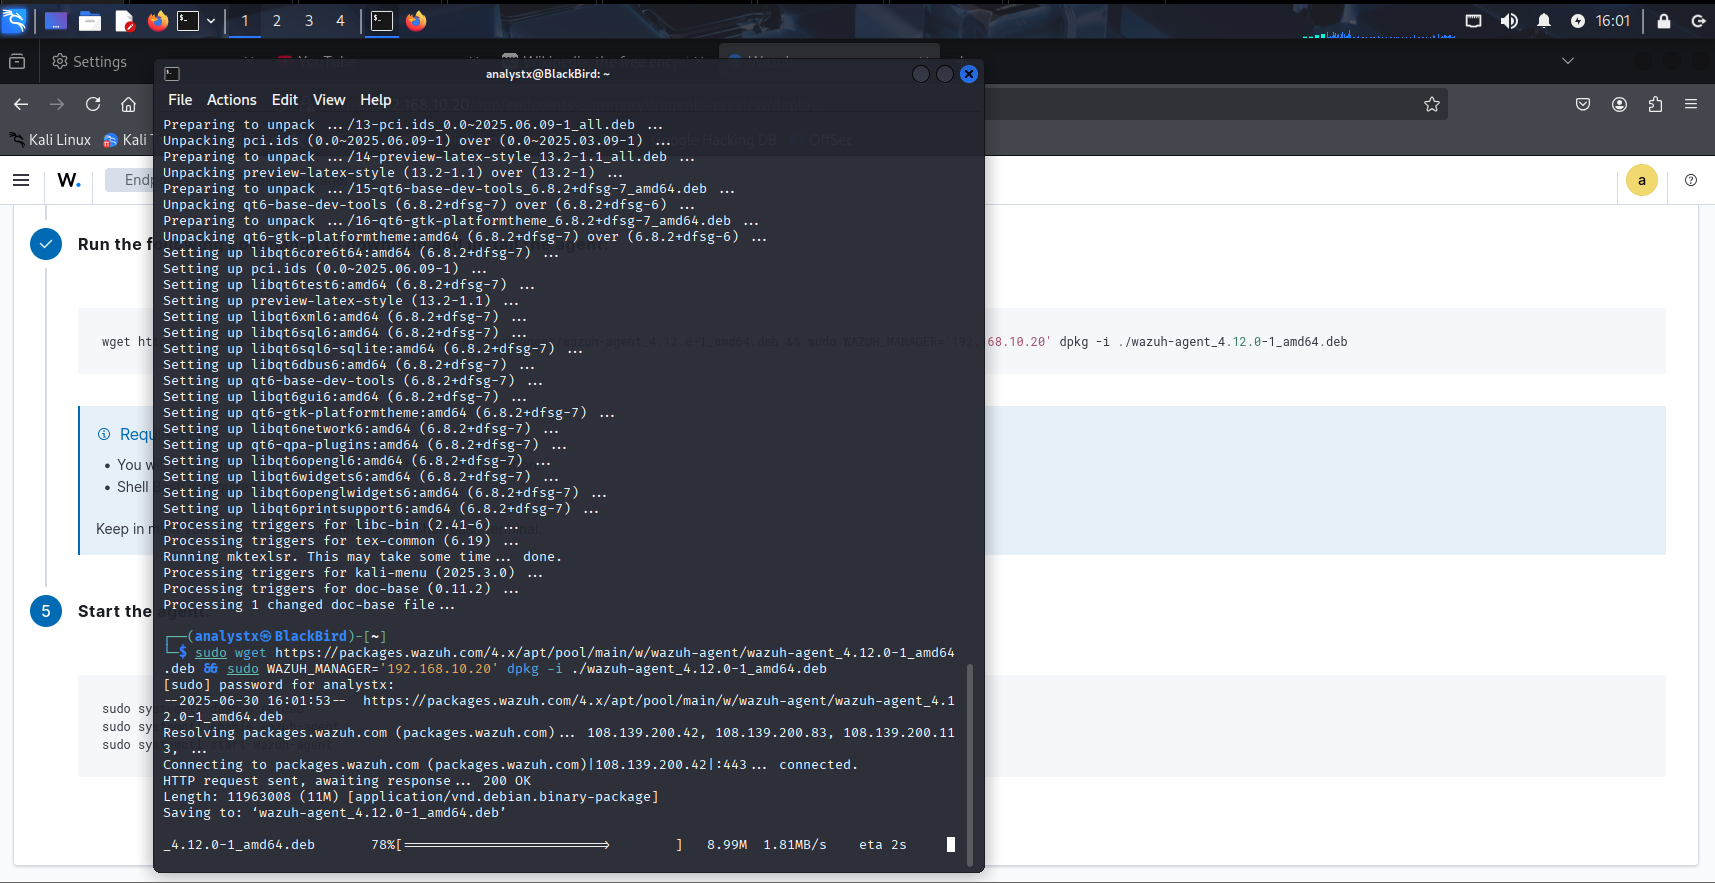 1 2 3 4
16:01
Settings
analystx@BlackBird: ~
File Actions Edit View Help
Kali Linux
Kali T
Preparing to unpack .../13-pci.ids_0.0~2025.06.09-1_all.deb ...
Unpacking pci.ids (0.0~2025.06.09-1) over (0.0~2025.03.09-1) ...
Preparing to unpack .../14-preview-latex-style_13.2-1.1_all.deb ...
Unpacking preview-latex-style (13.2-1.1) over (13.2-1) ...
Preparing to unpack .../15-qt6-base-dev-tools_6.8.2+dfsg-7_amd64.deb ...
Unpacking qt6-base-dev-tools (6.8.2+dfsg-7) over (6.8.2+dfsg-6) ...
Preparing to unpack .../16-qt6-gtk-platformtheme_6.8.2+dfsg-7_amd64.deb ...
Unpacking qt6-gtk-platformtheme:amd64 (6.8.2+dfsg-7) over (6.8.2+dfsg-6) ...
Setting up libqt6core6t64:amd64 (6.8.2+dfsg-7) ...
Setting up pci.ids (0.0~2025.06.09-1) ...
Setting up libqt6test6:amd64 (6.8.2+dfsg-7) ...
Setting up preview-latex-style (13.2-1.1) ...
Setting up libqt6xml6:amd64 (6.8.2+dfsg-7) ...
Setting up libqt6sql6:amd64 (6.8.2+dfsg-7) ...
Setting up libqt6sql6-sqlite:amd64 (6.8.2+dfsg-7) ...
Setting up libqt6dbus6:amd64 (6.8.2+dfsg-7) ...
Setting up qt6-base-dev-tools (6.8.2+dfsg-7) ...
Setting up libqt6gui6:amd64 (6.8.2+dfsg-7) ...
Setting up qt6-gtk-platformtheme:amd64 (6.8.2+dfsg-7) ...
Setting up libqt6network6:amd64 (6.8.2+dfsg-7) ...
Setting up qt6-qpa-plugins:amd64 (6.8.2+dfsg-7) ...
Setting up libqt6opengl6:amd64 (6.8.2+dfsg-7) ...
Setting up libqt6widgets6:amd64 (6.8.2+dfsg-7) ...
Setting up libqt6openglwidgets6:amd64 (6.8.2+dfsg-7) ...
Setting up libqt6printsupport6:amd64 (6.8.2+dfsg-7) ...
Processing triggers for libc-bin (2.41-6) ...
Processing triggers for tex-common (6.19) ...
Running mktexlsr. This may take some time... done.
Processing triggers for kali-menu (2025.3.0) ...
Processing triggers for doc-base (0.11.2) ...
Processing 1 changed doc-base file...
┌──(analystx㉿BlackBird)-[~]
└─$ sudo wget https://packages.wazuh.com/4.x/apt/pool/main/w/wazuh-agent/wazuh-agent_4.12.0-1_amd64
.deb && sudo WAZUH_MANAGER='192.168.10.20' dpkg -i ./wazuh-agent_4.12.0-1_amd64.deb
[sudo] password for analystx:
--2025-06-30 16:01:53--  https://packages.wazuh.com/4.x/apt/pool/main/w/wazuh-agent/wazuh-agent_4.1
2.0-1_amd64.deb
Resolving packages.wazuh.com (packages.wazuh.com)... 108.139.200.42, 108.139.200.83, 108.139.200.11
3, ...
Connecting to packages.wazuh.com (packages.wazuh.com)|108.139.200.42|:443... connected.
HTTP request sent, awaiting response... 200 OK
Length: 11963008 (11M) [application/vnd.debian.binary-package]
Saving to: ‘wazuh-agent_4.12.0-1_amd64.deb’
_4.12.0-1_amd64.deb 78%[=====================> ] 8.99M 1.81MB/s eta 2s
W.
Endp
a
Run the fo
wget ht
68.10.20' dpkg -i ./wazuh-agent_4.12.0-1_amd64.deb
Requ
• You w
• Shell
Keep in m
5
Start the agent:
sudo sy
sudo sy
sudo sy